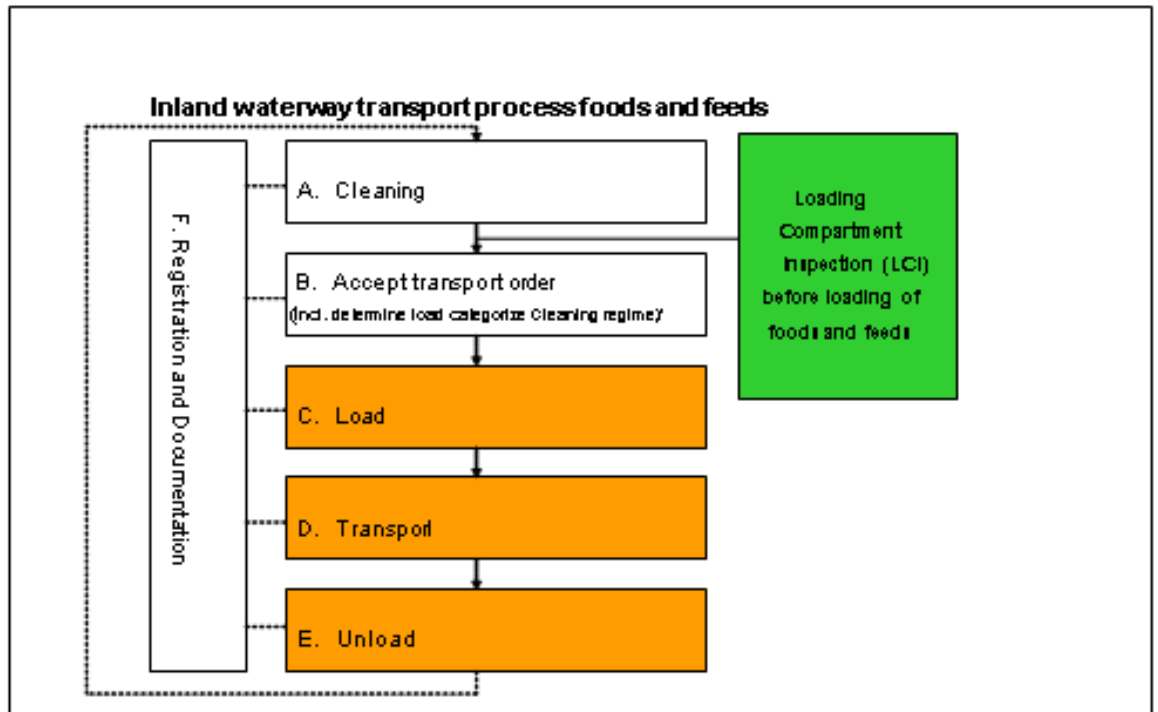 Inland waterway transport process foods and feeds
A. Cleaning
B. Accept transport order
(Incl. determine load categorize Cleaning regime)'
C. Load
D. Transport
E. Unload
F. Registration and Documentation
Loading
Compartment
Inspection (LCI)
before loading of
foods and feeds